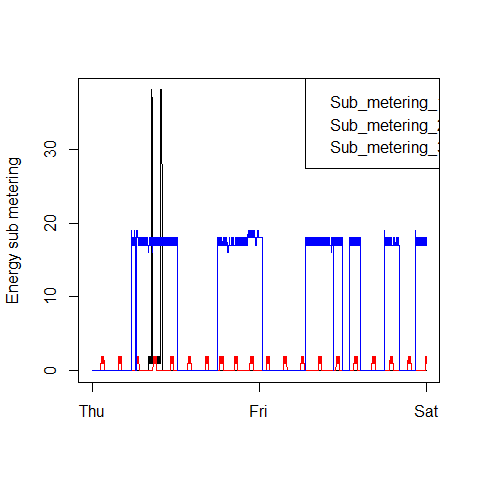 Sub_metering_
Sub_metering_2
Sub_metering_3
Energy sub metering
30
20
10
0
Thu
Fri
Sat